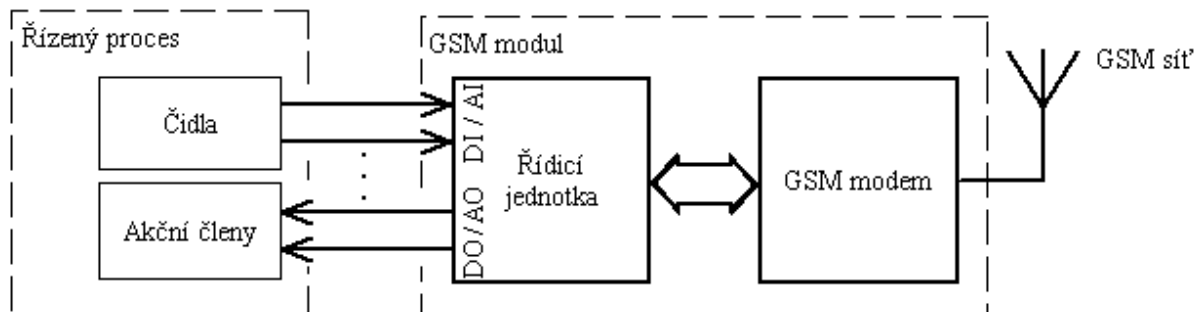 Řízený proces
GSM modul
GSM síť
Čidla
DI / AI
Řídicí
jednotka
GSM modem
Akční členy
DO / AO